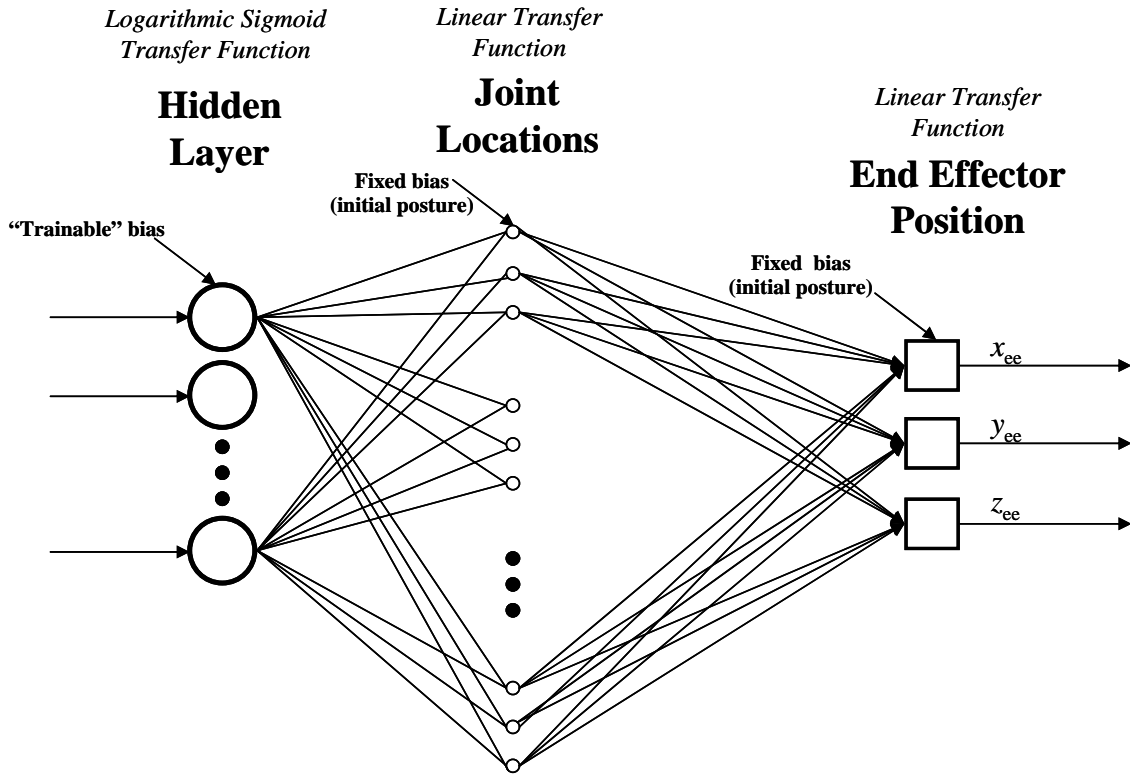 Logarithmic Sigmoid
Transfer Function
Hidden
Layer
“Trainable” bias
Linear Transfer
Function
Joint
Locations
Fixed bias
(initial posture)
Linear Transfer
Function
End Effector
Position
Fixed bias
(initial posture)
xee
yee
zee